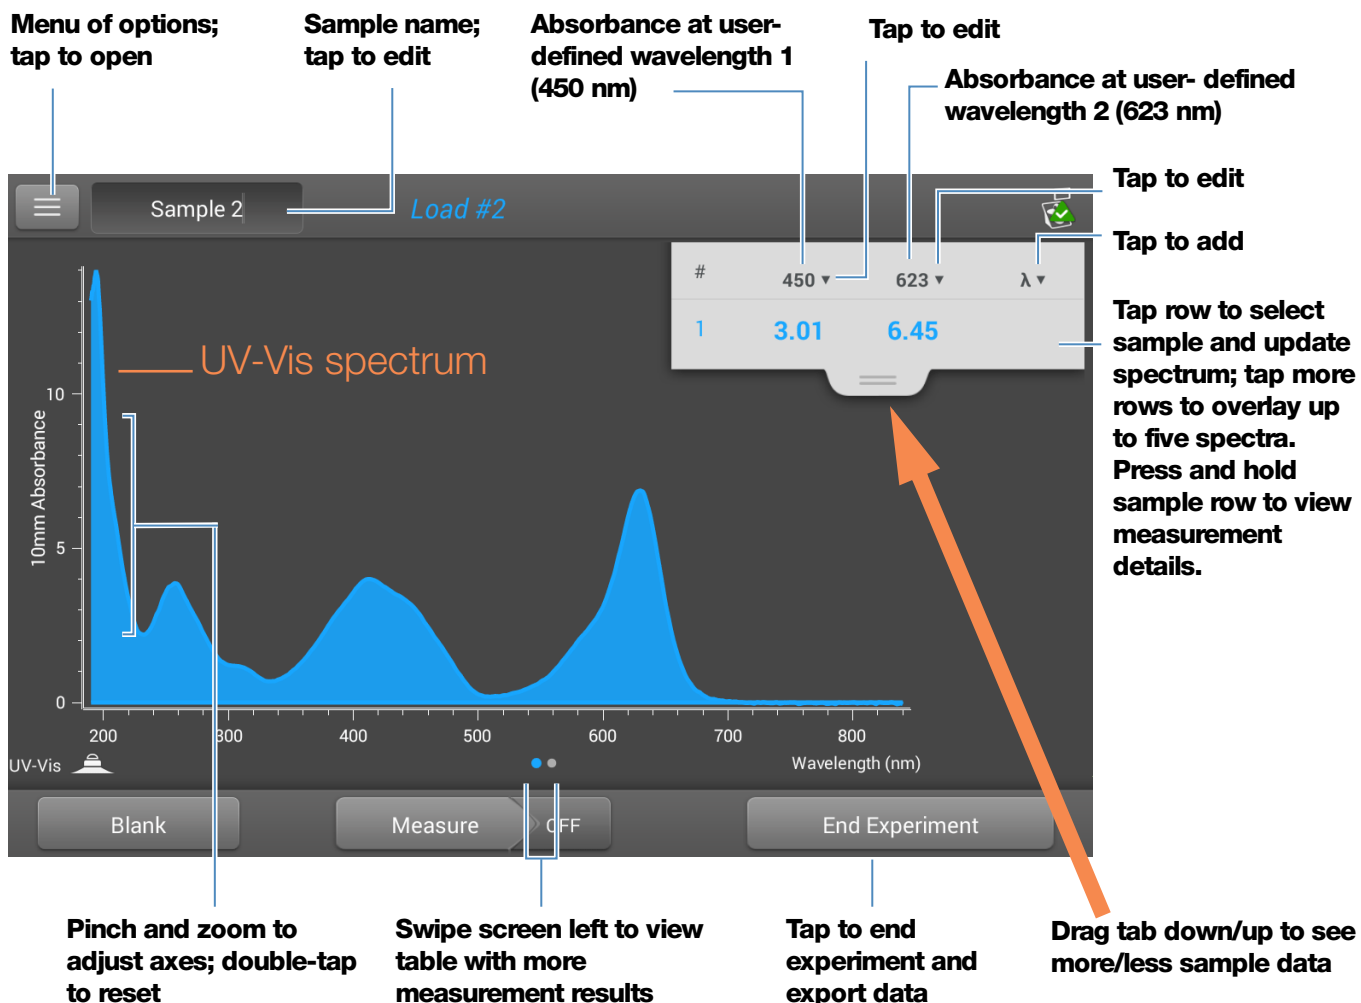 Menu of options;
tap to open
Sample name;
tap to edit
Absorbance at user-
defined wavelength 1
(450 nm)
Tap to edit
Absorbance at user- defined
wavelength 2 (623 nm)
Tap to edit
Tap to add
Tap row to select
sample and update
spectrum; tap more
rows to overlay up
to five spectra.
Press and hold
sample row to view
measurement
details.
Sample 2
Load #2
# 450 ▾ 623 ▾ λ ▾
1 3.01 6.45
UV-Vis spectrum
10mm Absorbance
10
5
0
200 300 400 500 600 700 800
UV-Vis
Wavelength (nm)
Blank
Measure
OFF
End Experiment
Pinch and zoom to
adjust axes; double-tap
to reset
Swipe screen left to view
table with more
measurement results
Tap to end
experiment and
export data
Drag tab down/up to see
more/less sample data